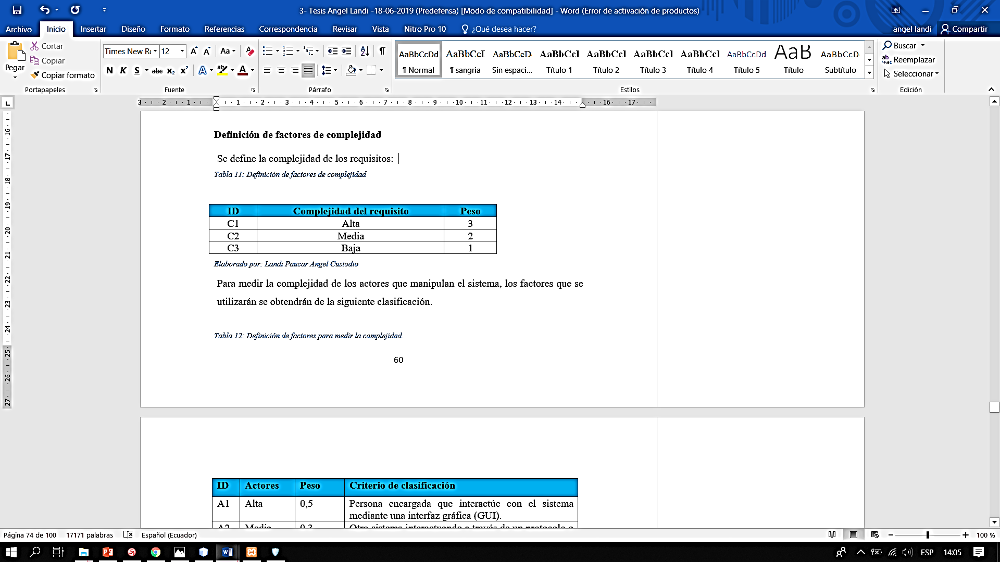 3- Tesis Angel Landi -18-06-2019 (Predefensa) [Modo de compatibilidad] - Word (Error de activación de productos)
Archivo Inicio Insertar Diseño Formato Referencias Correspondencia Revisar Vista Nitro Pro 10 ¿Qué desea hacer? angel landi Compartir
Pegar
Cortar
Copiar
Copiar formato
Portapapeles
Times New Ro 12
Aa
N K S abc x₂ x²
Fuente
Párrafo
AaBbCcDd AaBbCcI AaBbCcD AaBbCcI AaBbCcI AaBbCcI AaBbCcI AaBbCcDd AaB AaBbCcD
¶ Normal ¶ sangria Sin espaci... Título 1 Título 2 Título 3 Título 4 Título 5 Título Subtítulo
Estilos
Buscar
Reemplazar
Seleccionar
Edición
3 2 1 1 2 3 4 5 6 7 8 9 10 11 12 13 14 16 17
16
17
18
19
20
21
22
23
24
25
26
27
Definición de factores de complejidad
Se define la complejidad de los requisitos:
Tabla 11: Definición de factores de complejidad
ID Complejidad del requisito Peso
C1 Alta 3
C2 Media 2
C3 Baja 1
Elaborado por: Landi Paucar Angel Custodio
Para medir la complejidad de los actores que manipulan el sistema, los factores que se
utilizarán se obtendrán de la siguiente clasificación.
Tabla 12: Definición de factores para medir la complejidad.
60
ID Actores Peso Criterio de clasificación
A1 Alta 0,5 Persona encargada que interactúe con el sistema
mediante una interfaz gráfica (GUI).
A2 Media 0,3 Otro sistema interactuando a través de un protocolo o
Página 74 de 100 17171 palabras Español (Ecuador) 100 %
ESP 14:05